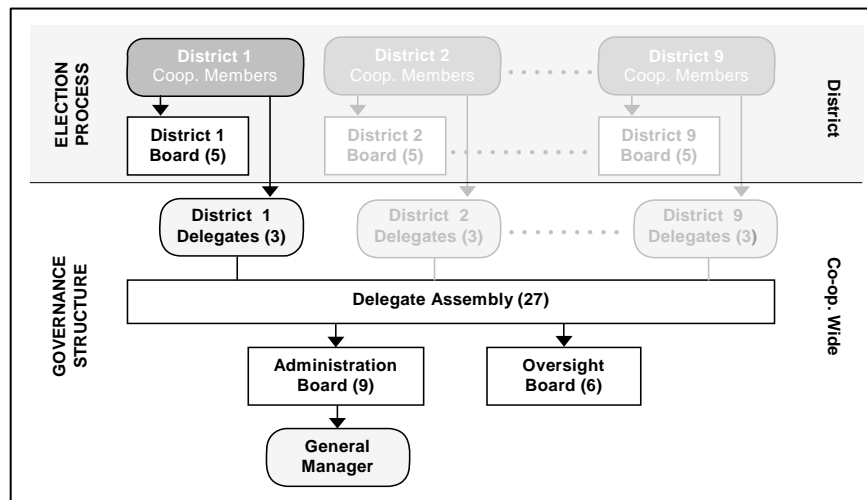 ELECTION
PROCESS
District 1
Coop. Members
District 2
Coop. Members
District 9
Coop. Members
District
District 1
Board (5)
District 2
Board (5)
District 9
Board (5)
GOVERNANCE
STRUCTURE
District 1
Delegates (3)
District 2
Delegates (3)
District 9
Delegates (3)
Co-op. Wide
Delegate Assembly (27)
Administration
Board (9)
Oversight
Board (6)
General
Manager